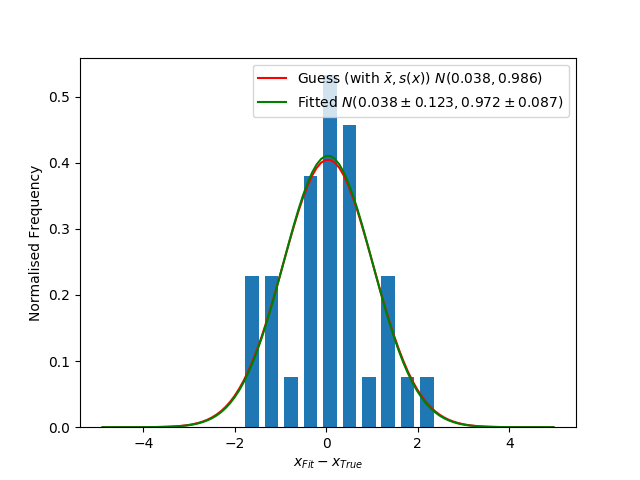 Guess (with x̄, s(x)) N(0.038, 0.986)
Fitted N(0.038 ± 0.123, 0.972 ± 0.087)
0.5
0.4
0.3
0.2
0.1
0.0
Normalised Frequency
−4 −2 0 2 4
x_Fit − x_True